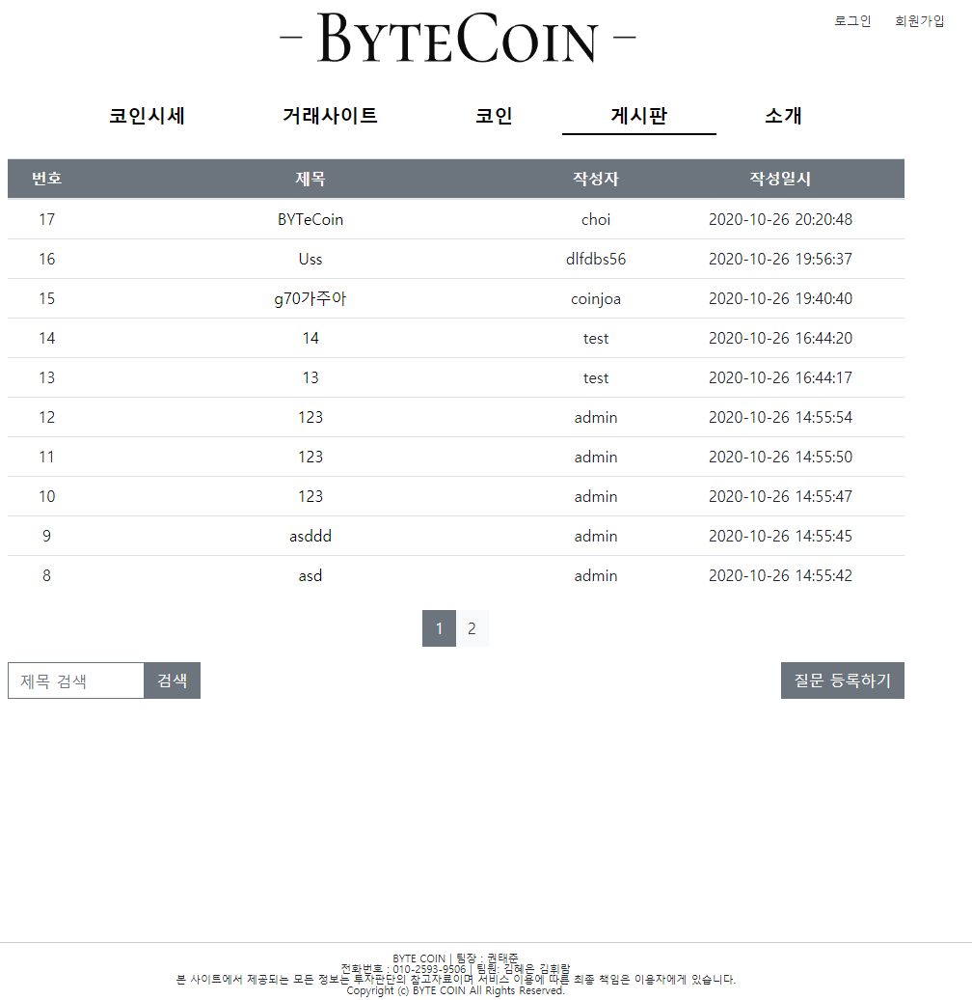 로그인 회원가입
– BYTECOIN –
코인시세 거래사이트 코인 게시판 소개
번호 제목 작성자 작성일시
17 BYTeCoin choi 2020-10-26 20:20:48
16 Uss dlfdbs56 2020-10-26 19:56:37
15 g70가주아 coinjoa 2020-10-26 19:40:40
14 14 test 2020-10-26 16:44:20
13 13 test 2020-10-26 16:44:17
12 123 admin 2020-10-26 14:55:54
11 123 admin 2020-10-26 14:55:50
10 123 admin 2020-10-26 14:55:47
9 asddd admin 2020-10-26 14:55:45
8 asd admin 2020-10-26 14:55:42
1 2
제목 검색 검색 질문 등록하기
BYTE COIN | 팀장 : 권태준
전화번호 : 010-2593-9506 | 팀원: 김혜은 김휘람
본 사이트에서 제공되는 모든 정보는 투자판단의 참고자료이며 서비스 이용에 따른 최종 책임은 이용자에게 있습니다.
Copyright (c) BYTE COIN All Rights Reserved.